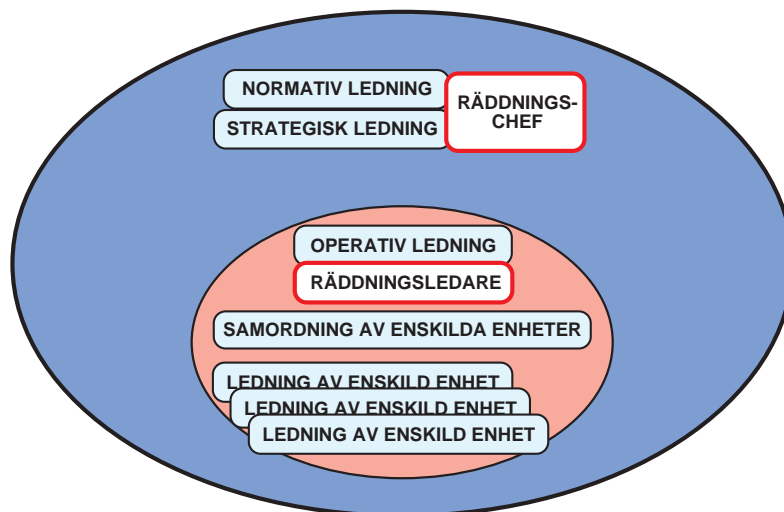 NORMATIV LEDNING
STRATEGISK LEDNING
RÄDDNINGS-
CHEF
OPERATIV LEDNING
RÄDDNINGSLEDARE
SAMORDNING AV ENSKILDA ENHETER
LEDNING AV ENSKILD ENHET
LEDNING AV ENSKILD ENHET
LEDNING AV ENSKILD ENHET